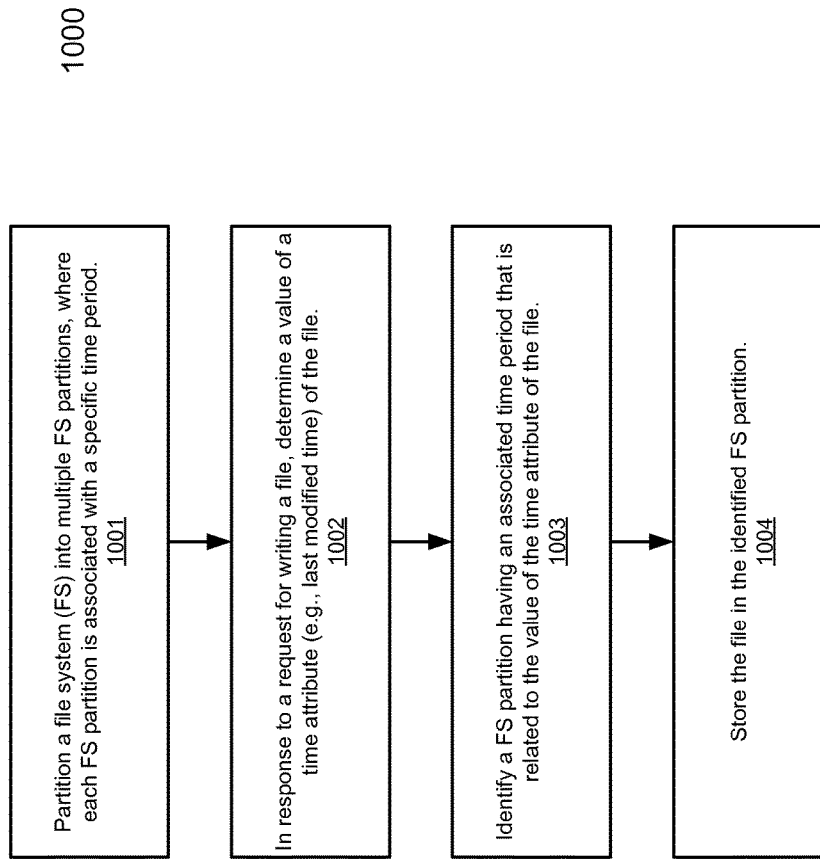 1000
Partition a file system (FS) into multiple FS partitions, where
each FS partition is associated with a specific time period.
1001
In response to a request for writing a file, determine a value of a
time attribute (e.g., last modified time) of the file.
1002
Identify a FS partition having an associated time period that is
related to the value of the time attribute of the file.
1003
Store the file in the identified FS partition.
1004